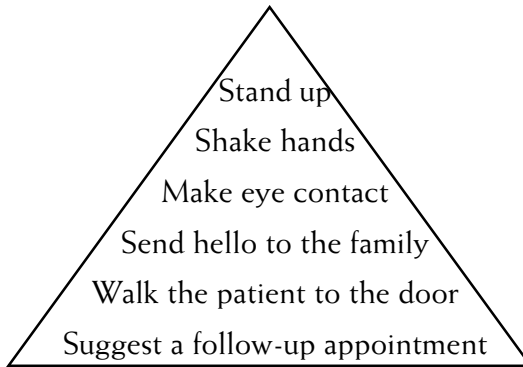 Stand up
Shake hands
Make eye contact
Send hello to the family
Walk the patient to the door
Suggest a follow-up appointment